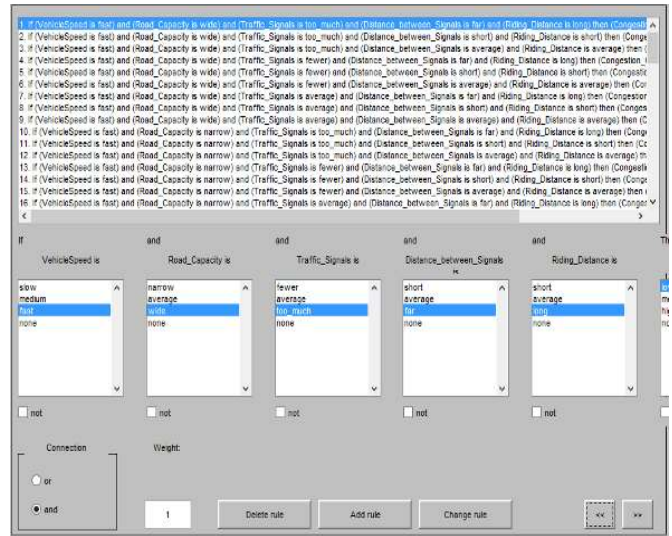 1. If (VehicleSpeed is fast) and (Road_Capacity is wide) and (Traffic_Signals is too_much) and (Distance_between_Signals is far) and (Riding_Distance is long) then (Congesti
2. If (VehicleSpeed is fast) and (Road_Capacity is wide) and (Traffic_Signals is too_much) and (Distance_between_Signals is short) and (Riding_Distance is short) then (Conge
3. If (VehicleSpeed is fast) and (Road_Capacity is wide) and (Traffic_Signals is too_much) and (Distance_between_Signals is average) and (Riding_Distance is average) then (
4. If (VehicleSpeed is fast) and (Road_Capacity is wide) and (Traffic_Signals is fewer) and (Distance_between_Signals is far) and (Riding_Distance is long) then (Congestion_
5. If (VehicleSpeed is fast) and (Road_Capacity is wide) and (Traffic_Signals is fewer) and (Distance_between_Signals is short) and (Riding_Distance is short) then (Congestic
6. If (VehicleSpeed is fast) and (Road_Capacity is wide) and (Traffic_Signals is fewer) and (Distance_between_Signals is average) and (Riding_Distance is average) then (Cor
7. If (VehicleSpeed is fast) and (Road_Capacity is wide) and (Traffic_Signals is average) and (Distance_between_Signals is far) and (Riding_Distance is long) then (Congestior
8. If (VehicleSpeed is fast) and (Road_Capacity is wide) and (Traffic_Signals is average) and (Distance_between_Signals is short) and (Riding_Distance is short) then (Conges
9. If (VehicleSpeed is fast) and (Road_Capacity is wide) and (Traffic_Signals is average) and (Distance_between_Signals is average) and (Riding_Distance is average) then (C
10. If (VehicleSpeed is fast) and (Road_Capacity is narrow) and (Traffic_Signals is too_much) and (Distance_between_Signals is far) and (Riding_Distance is long) then (Cong
11. If (VehicleSpeed is fast) and (Road_Capacity is narrow) and (Traffic_Signals is too_much) and (Distance_between_Signals is short) and (Riding_Distance is short) then (Co
12. If (VehicleSpeed is fast) and (Road_Capacity is narrow) and (Traffic_Signals is too_much) and (Distance_between_Signals is average) and (Riding_Distance is average) th
13. If (VehicleSpeed is fast) and (Road_Capacity is narrow) and (Traffic_Signals is fewer) and (Distance_between_Signals is far) and (Riding_Distance is long) then (Congesti
14. If (VehicleSpeed is fast) and (Road_Capacity is narrow) and (Traffic_Signals is fewer) and (Distance_between_Signals is short) and (Riding_Distance is short) then (Cong
15. If (VehicleSpeed is fast) and (Road_Capacity is narrow) and (Traffic_Signals is fewer) and (Distance_between_Signals is average) and (Riding_Distance is average) then (
16. If (VehicleSpeed is fast) and (Road_Capacity is narrow) and (Traffic_Signals is average) and (Distance_between_Signals is far) and (Riding_Distance is long) then (Conges
If and and and and Th
VehicleSpeed is Road_Capacity is Traffic_Signals is Distance_between_Signals is Riding_Distance is
slow narrow fewer short short
medium average average average average
fast wide too_much far long
none none none none none
not not not not not
Connection Weight:
or
and 1 Delete rule Add rule Change rule << >>